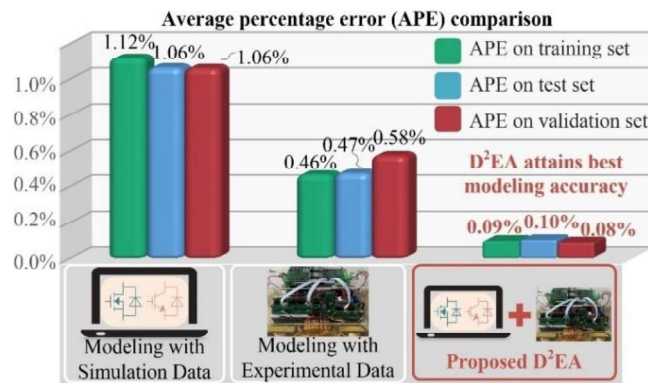 Average percentage error (APE) comparison
1.12%
1.06%
1.06%
APE on training set
APE on test set
APE on validation set
1.0%
0.8%
0.6%
0.4%
0.2%
0.0%
0.46%
0.47%
0.58%
D²EA attains best
modeling accuracy
0.09%
0.10%
0.08%
Modeling with
Simulation Data
Modeling with
Experimental Data
+
Proposed D²EA